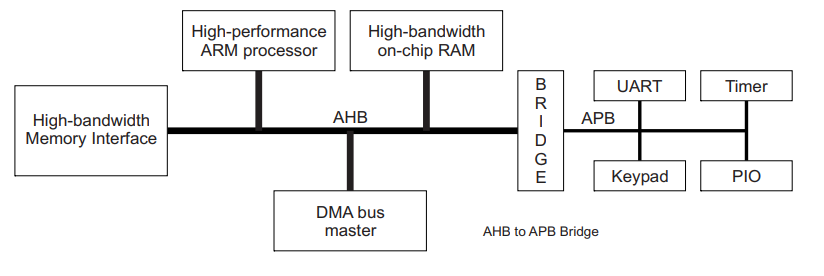 High-performance
ARM processor
High-bandwidth
on-chip RAM
High-bandwidth
Memory Interface
AHB
B
R
I
D
G
E
APB
UART
Timer
Keypad
PIO
DMA bus
master
AHB to APB Bridge